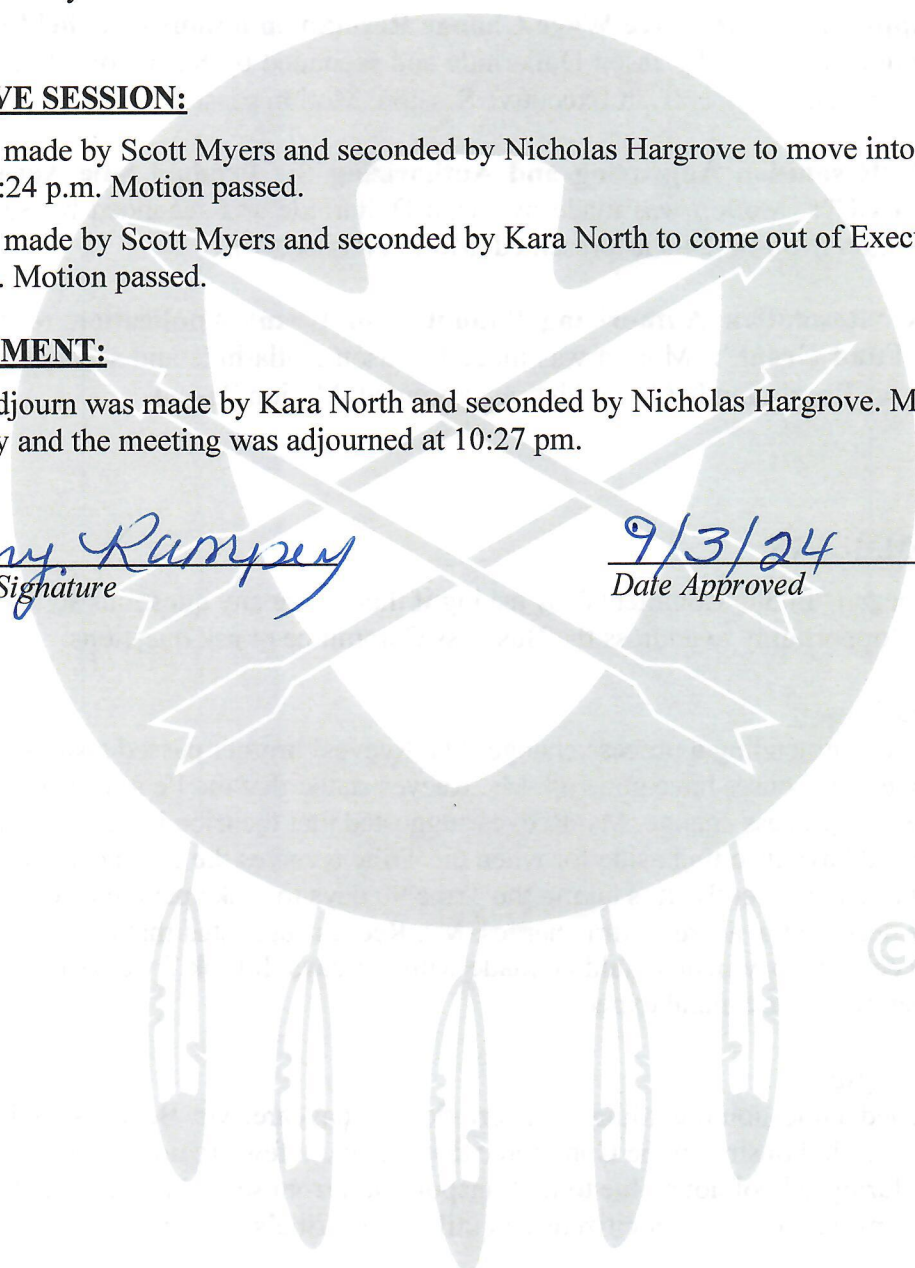 VE SESSION:
made by Scott Myers and seconded by Nicholas Hargrove to move into
:24 p.m. Motion passed.
made by Scott Myers and seconded by Kara North to come out of Exec
. Motion passed.
MENT:
djourn was made by Kara North and seconded by Nicholas Hargrove. M
y and the meeting was adjourned at 10:27 pm.
Rampey 9/3/24
Signature Date Approved
©